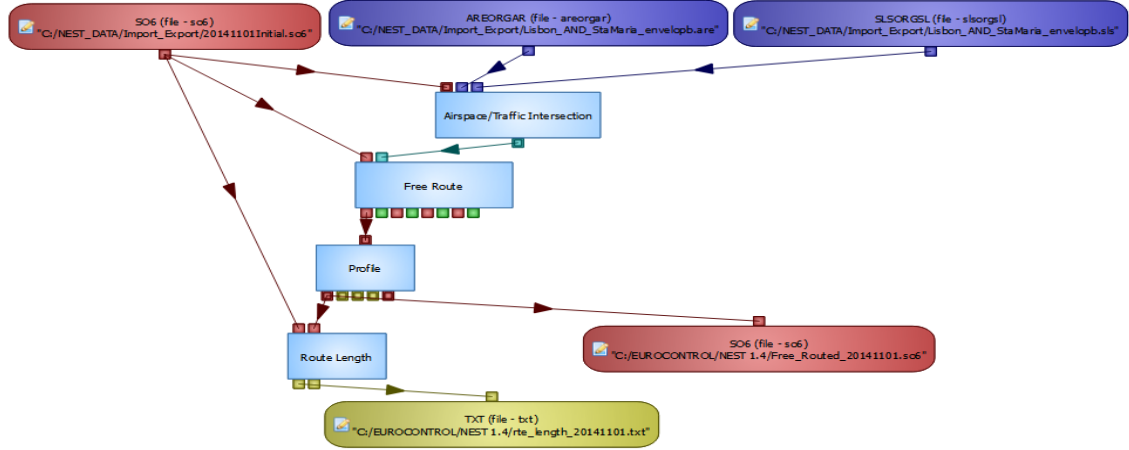 SO6 (file - so6)
"C:/NEST_DATA/Import_Export/20141101Initial.so6"
AREORGAR (file - areorgar)
"C:/NEST_DATA/Import_Export/Lisbon_AND_StaMaria_envelopb.are"
SLSORGSL (file - slsorgsl)
"C:/NEST_DATA/Import_Export/Lisbon_AND_StaMaria_envelopb.sls"
Airspace/Traffic Intersection
Free Route
Profile
Route Length
SO6 (file - so6)
"C:/EUROCONTROL/NEST 1.4/Free_Routed_20141101.so6"
TXT (file - txt)
"C:/EUROCONTROL/NEST 1.4/rte_length_20141101.txt"